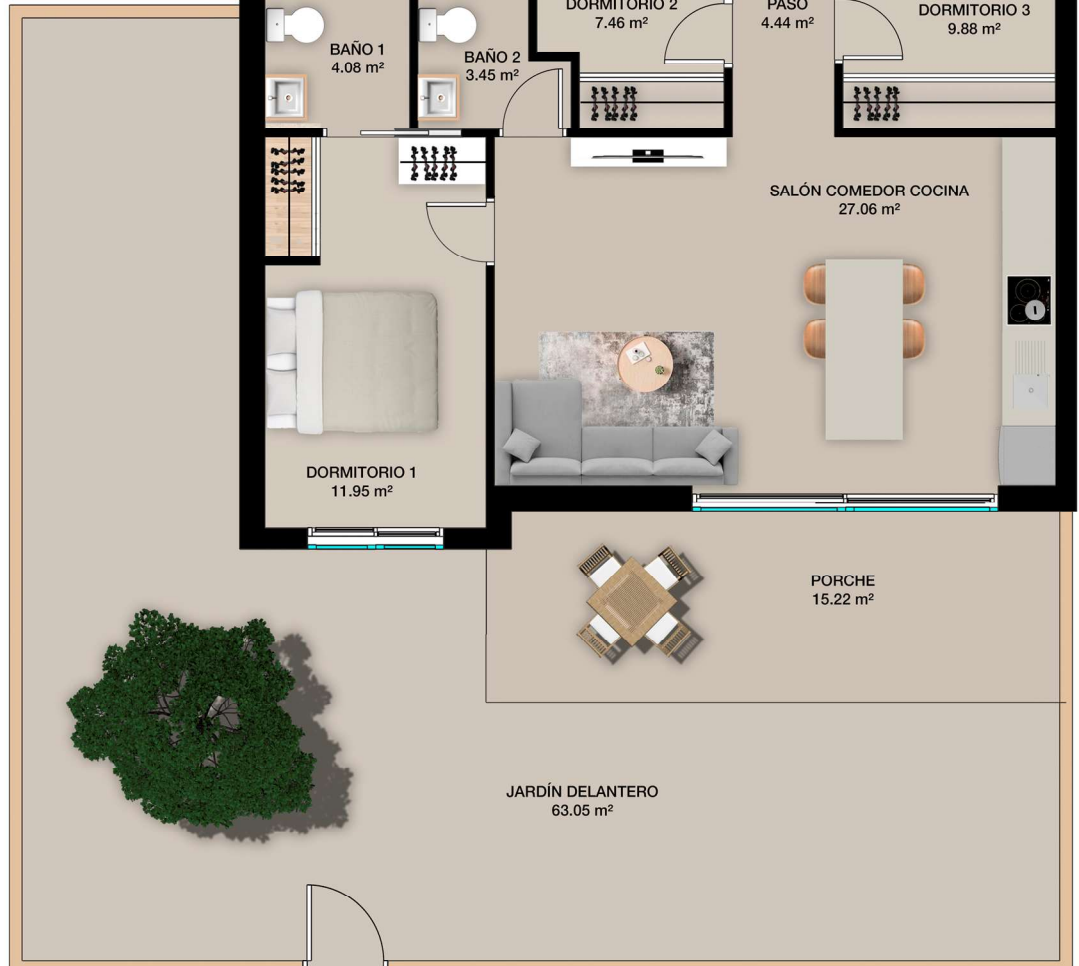 DORMITORIO 2
7.46 m²
PASO
4.44 m²
DORMITORIO 3
9.88 m²
BAÑO 1
4.08 m²
BAÑO 2
3.45 m²
SALÓN COMEDOR COCINA
27.06 m²
DORMITORIO 1
11.95 m²
PORCHE
15.22 m²
JARDÍN DELANTERO
63.05 m²